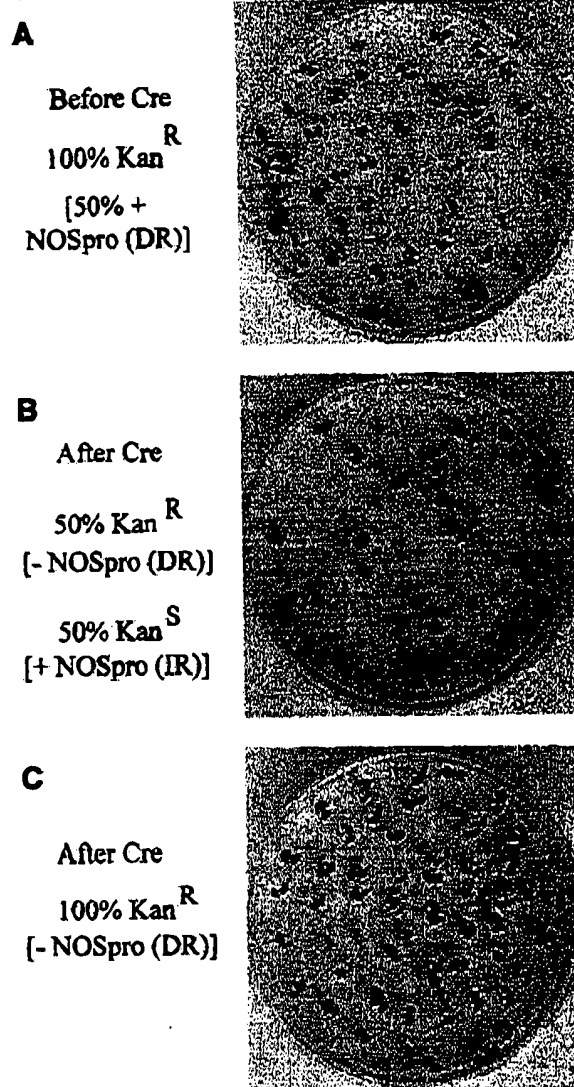 A
Before Cre
100% Kan R
[50% +
NOSpro (DR)]
B
After Cre
50% Kan R
[- NOSpro (DR)]
50% Kan S
[+ NOSpro (IR)]
C
After Cre
100% Kan R
[- NOSpro (DR)]